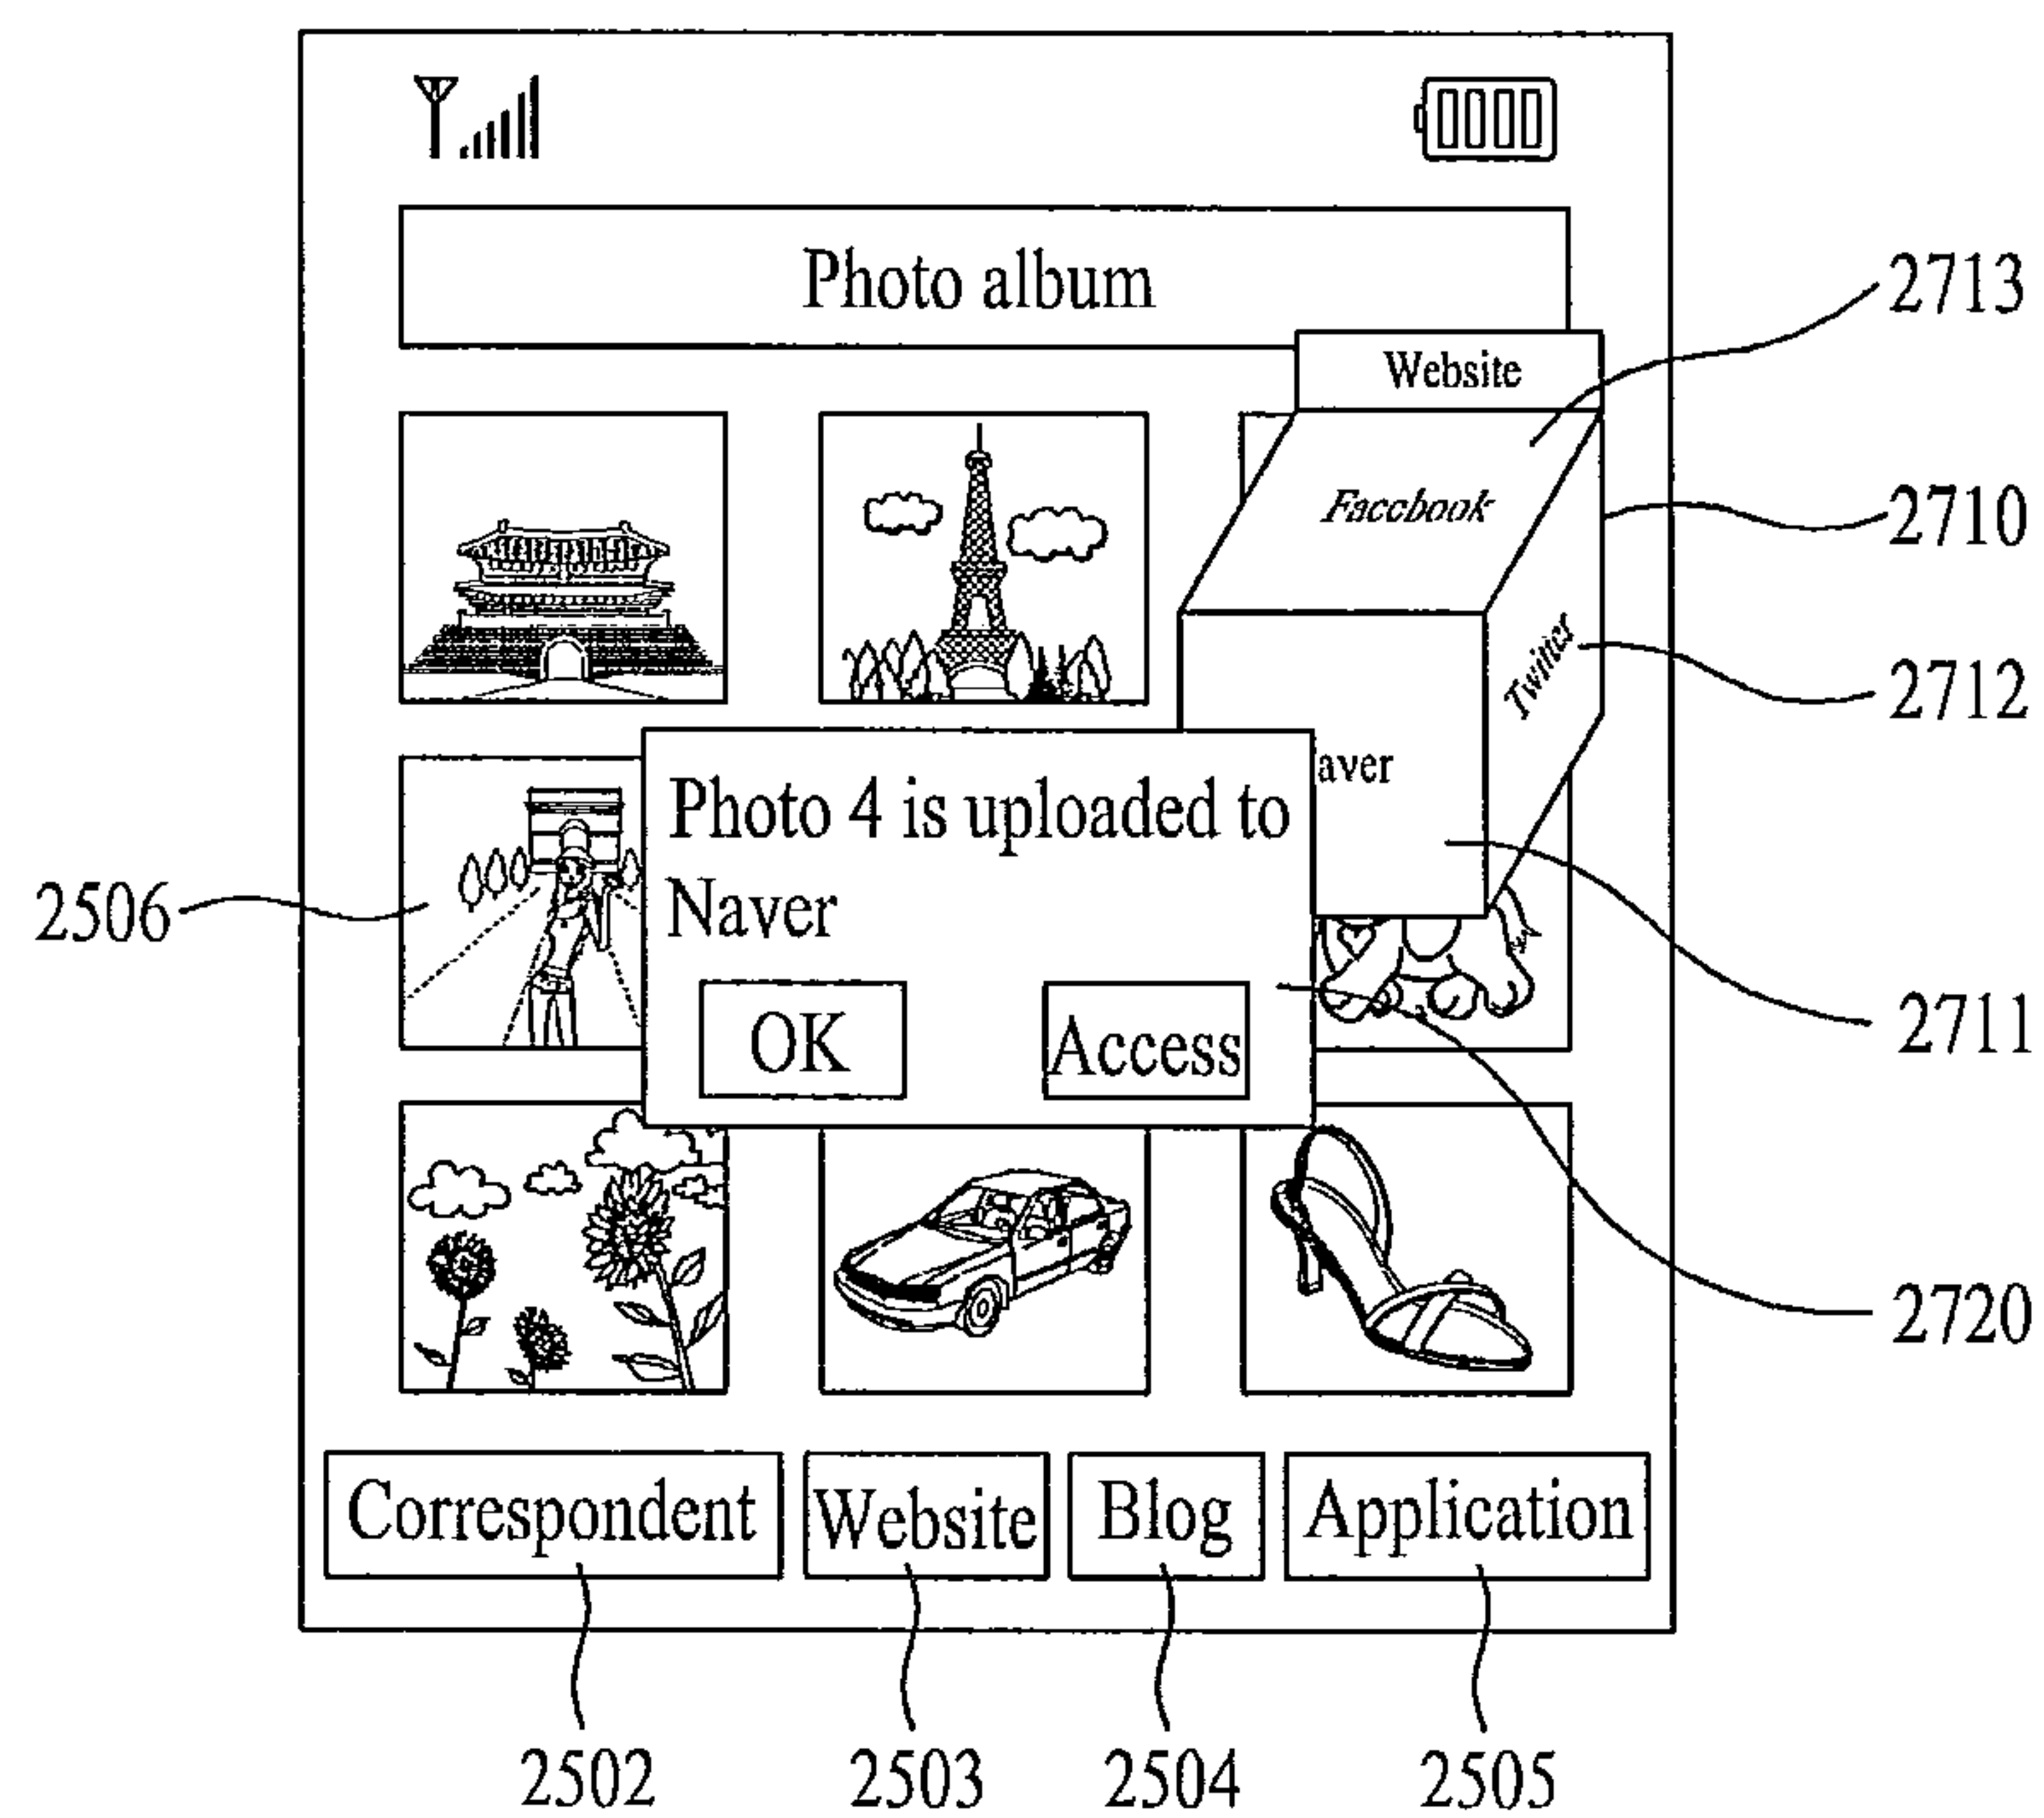 Photo album
Website
2713
Facebook
2710
Twitter
2712
aver
Photo 4 is uploaded to
Naver
2506
OK
Access
2711
2720
Correspondent
Website
Blog
Application
2502
2503
2504
2505